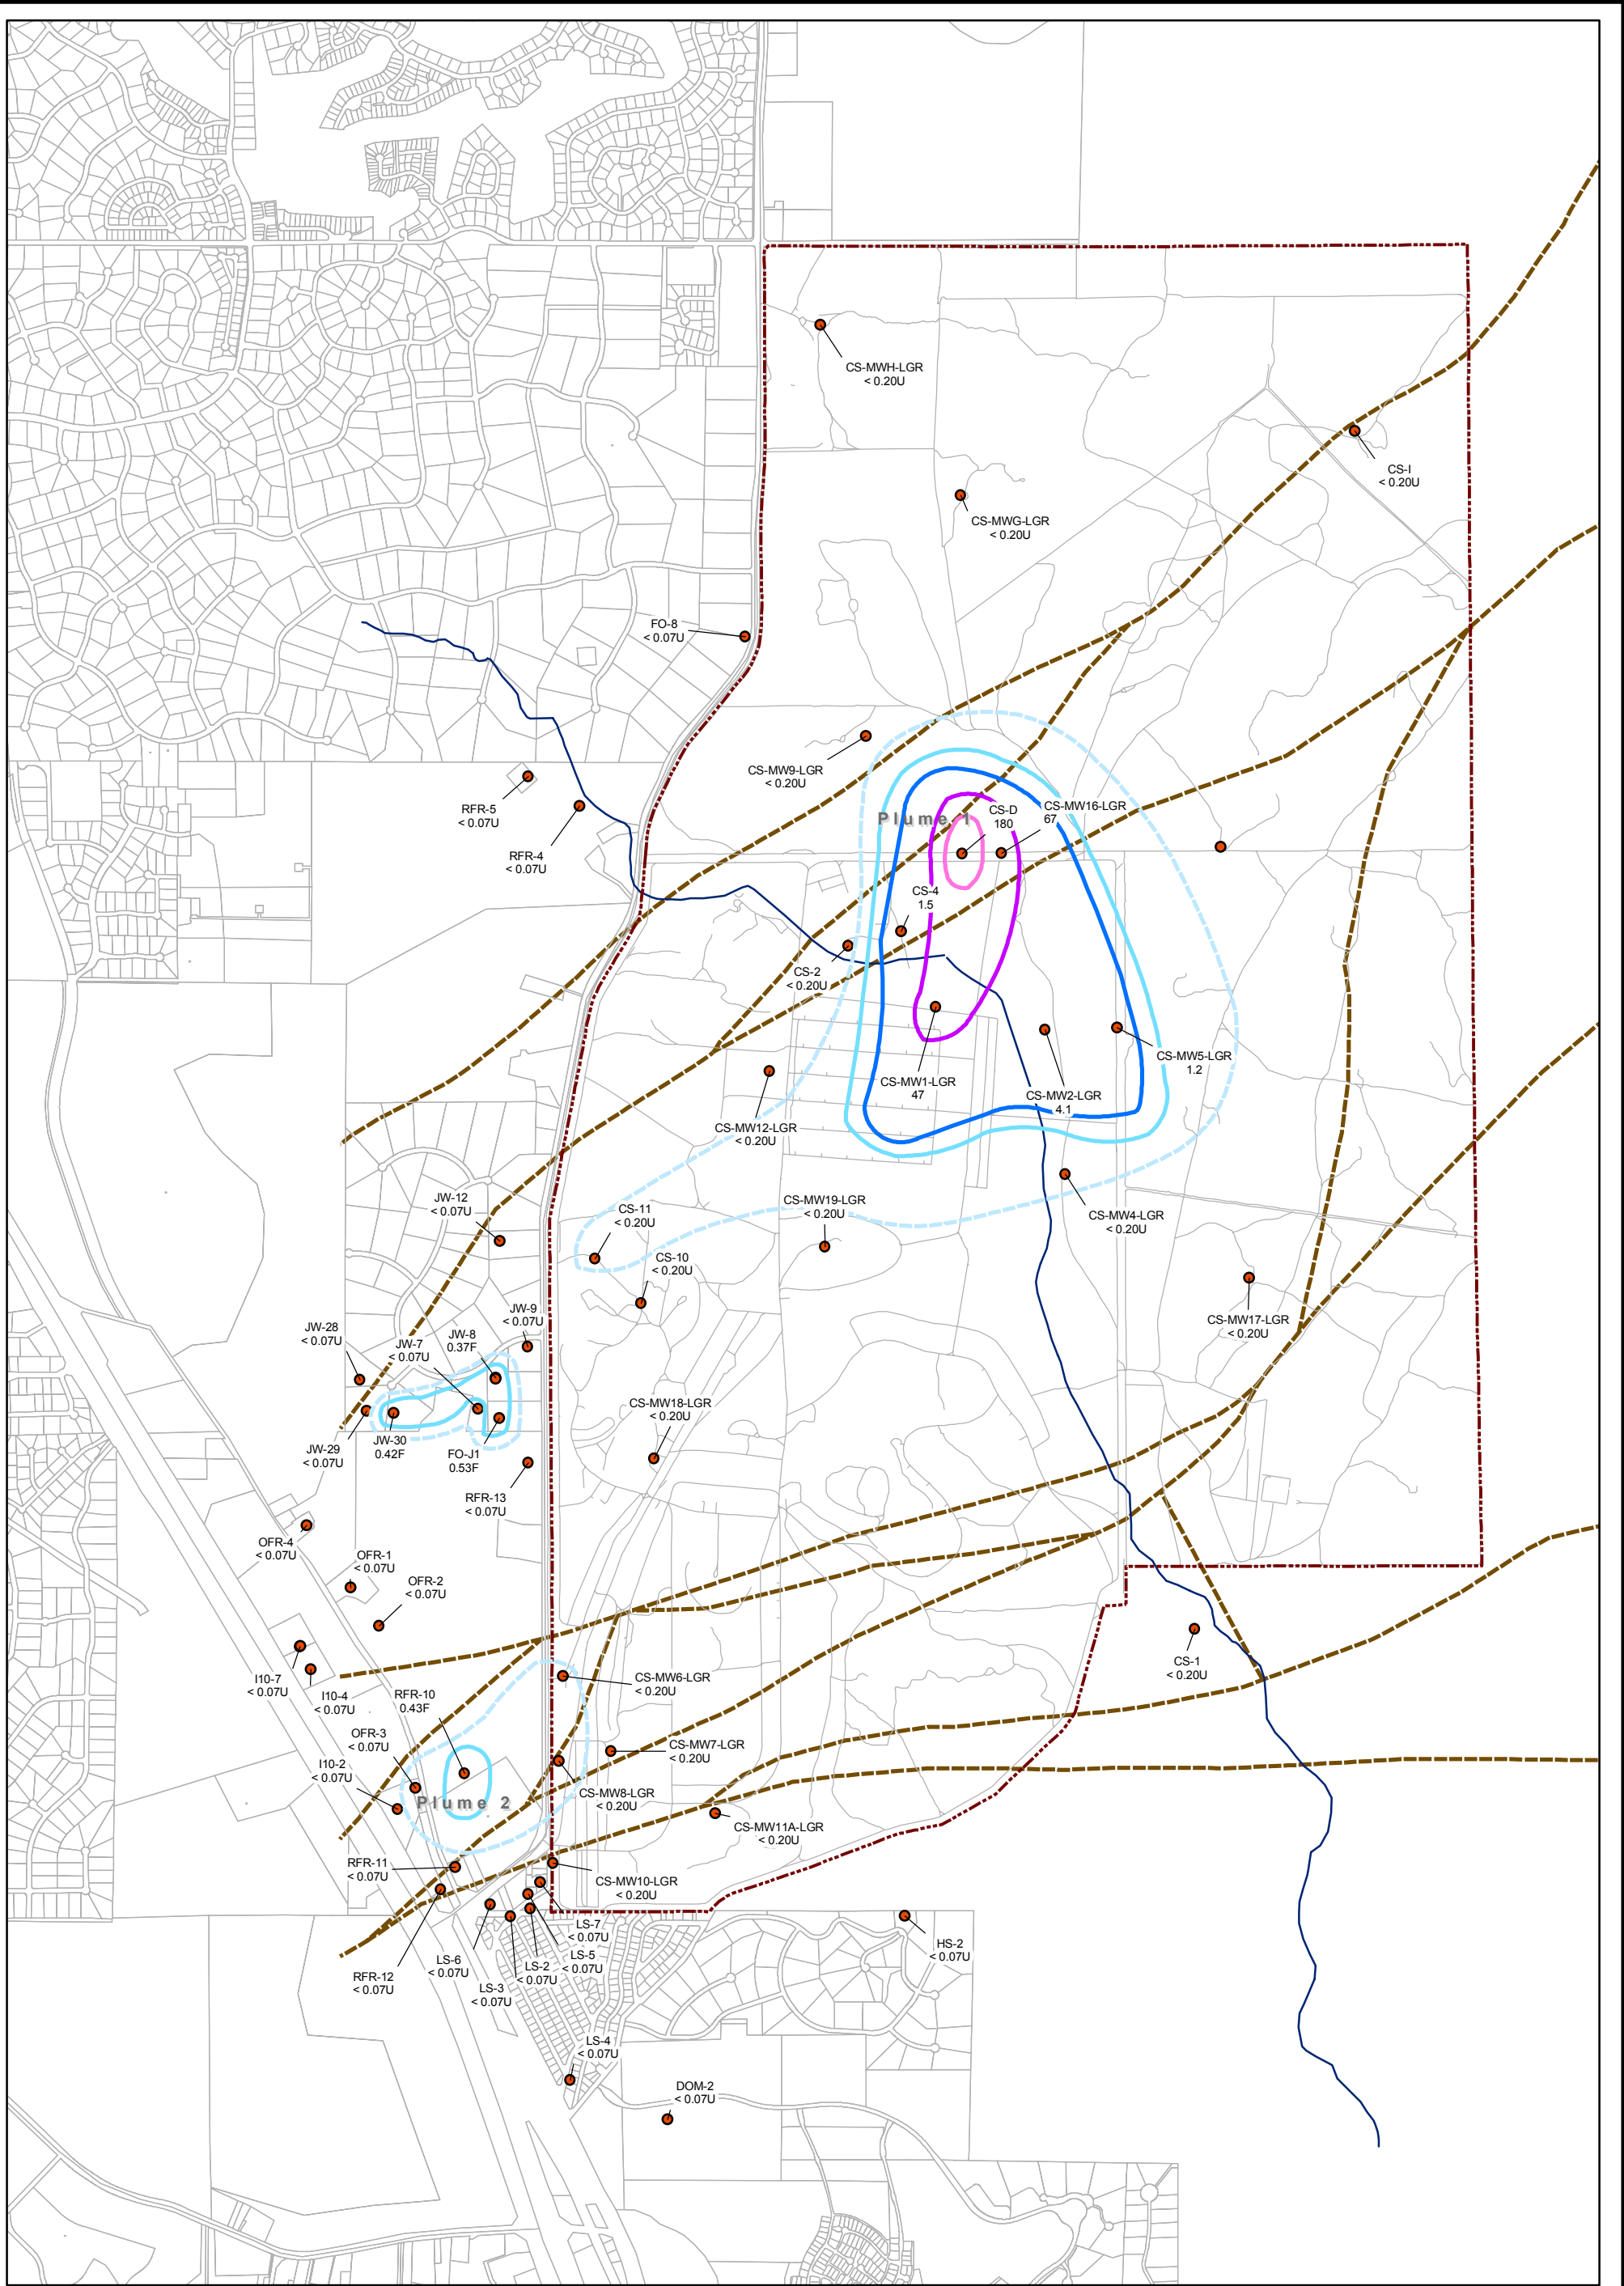 CS-MWH-LGR
< 0.20U
CS-I
< 0.20U
CS-MWG-LGR
< 0.20U
FO-8
< 0.07U
CS-MW9-LGR
< 0.20U
RFR-5
< 0.07U
RFR-4
< 0.07U
Plume 1
CS-D
180
CS-MW16-LGR
67
CS-4
1.5
CS-2
< 0.20U
CS-MW5-LGR
1.2
CS-MW1-LGR
47
CS-MW2-LGR
4.1
CS-MW12-LGR
< 0.20U
JW-12
< 0.07U
CS-11
< 0.20U
CS-MW19-LGR
< 0.20U
CS-MW4-LGR
< 0.20U
CS-10
< 0.20U
JW-9
< 0.07U
JW-28
< 0.07U
JW-7
< 0.07U
JW-8
0.37F
CS-MW17-LGR
< 0.20U
CS-MW18-LGR
< 0.20U
JW-29
< 0.07U
JW-30
0.42F
FO-J1
0.53F
RFR-13
< 0.07U
OFR-4
< 0.07U
OFR-1
< 0.07U
OFR-2
< 0.07U
CS-1
< 0.20U
I10-7
< 0.07U
I10-4
< 0.07U
RFR-10
0.43F
CS-MW6-LGR
< 0.20U
OFR-3
< 0.07U
CS-MW7-LGR
< 0.20U
I10-2
< 0.07U
Plume 2
CS-MW8-LGR
< 0.20U
CS-MW11A-LGR
< 0.20U
RFR-11
< 0.07U
CS-MW10-LGR
< 0.20U
LS-7
< 0.07U
HS-2
< 0.07U
LS-5
< 0.07U
LS-6
< 0.07U
LS-2
< 0.07U
RFR-12
< 0.07U
LS-3
< 0.07U
LS-4
< 0.07U
DOM-2
< 0.07U